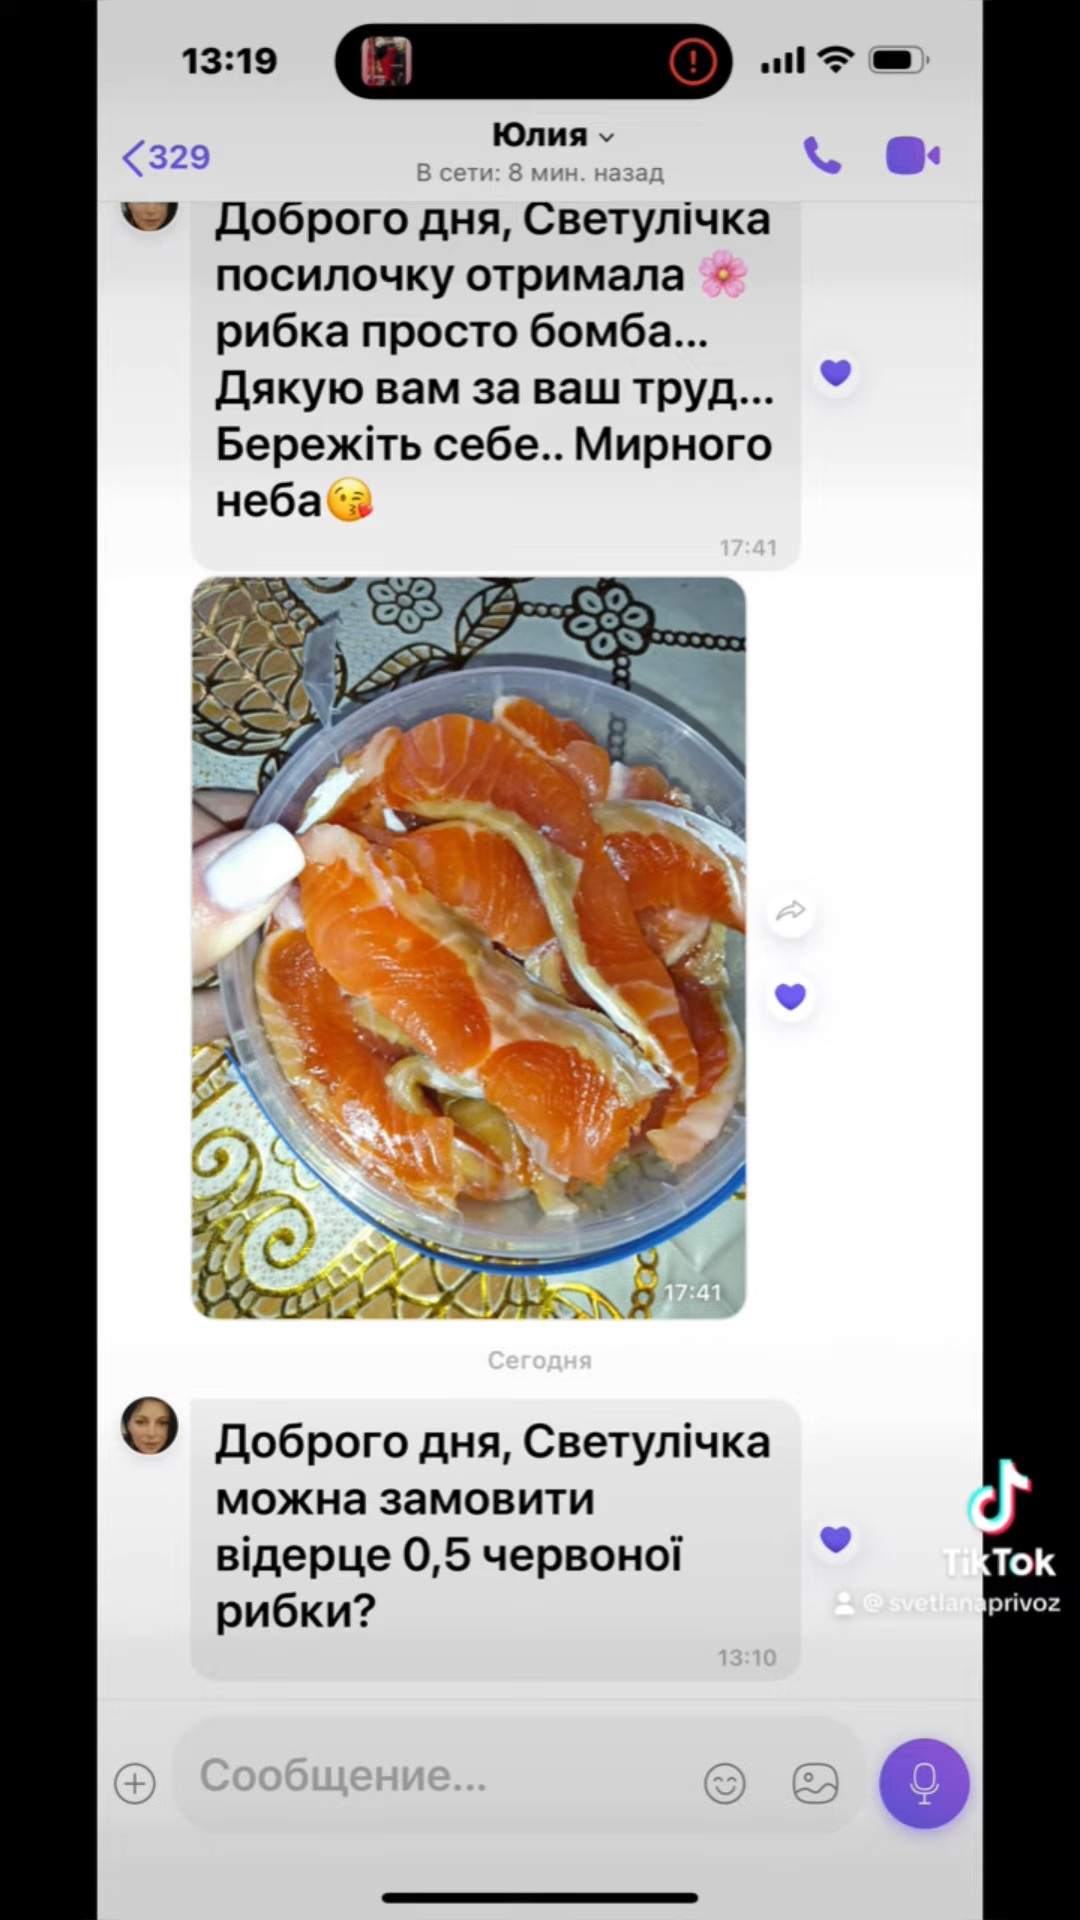 13:19
329
Юлия
В сети: 8 мин. назад
Доброго дня, Светулічка
посилочку отримала 🌸
рибка просто бомба...
Дякую вам за ваш труд...
Бережіть себе.. Мирного
неба😘
17:41
17:41
Сегодня
Доброго дня, Светулічка
можна замовити
відерце 0,5 червоної
рибки?
13:10
TikTok
@svetlanaprivoz
Сообщение...